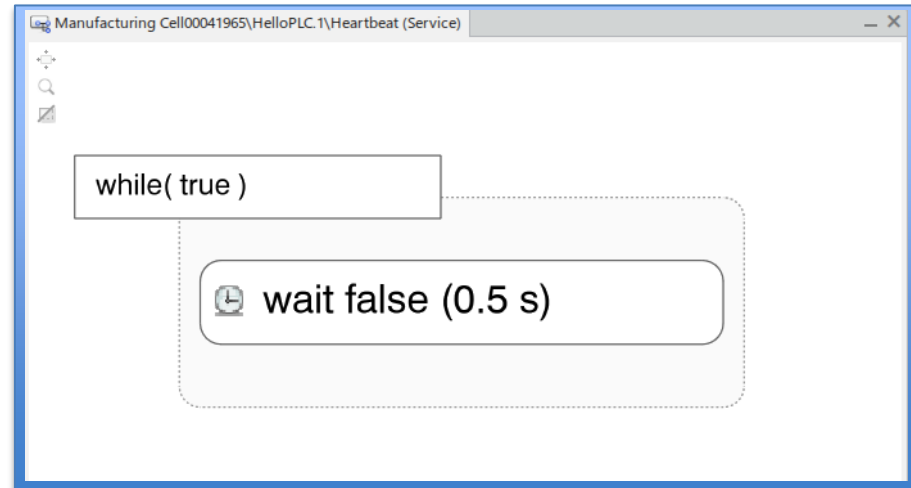 Manufacturing Cell00041965\HelloPLC.1\Heartbeat (Service)
while( true )
wait false (0.5 s)